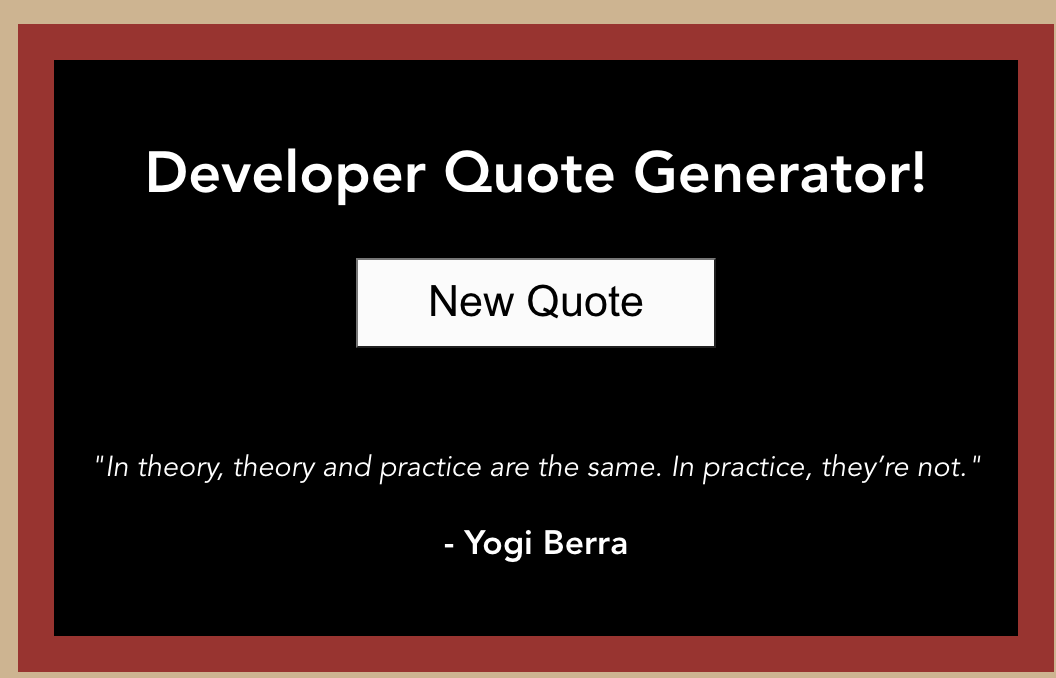 Developer Quote Generator!
New Quote
"In theory, theory and practice are the same. In practice, they’re not."
- Yogi Berra